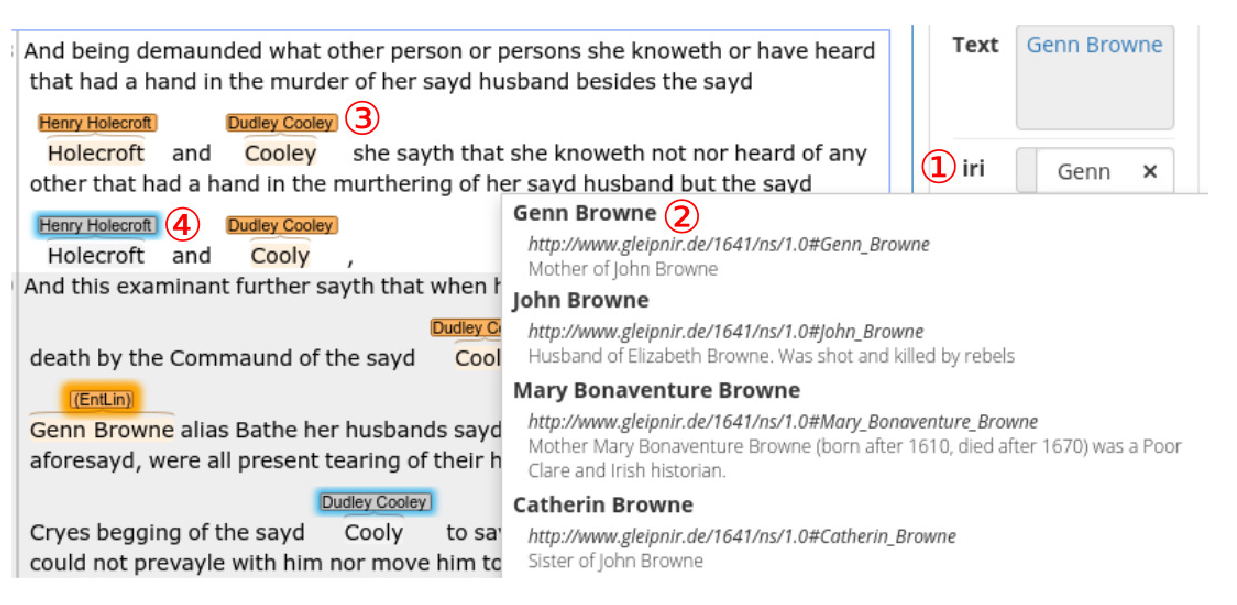 And being demaunded what other person or persons she knoweth or have heard
that had a hand in the murder of her sayd husband besides the sayd
Henry Holecroft Dudley Cooley ③
Holecroft and Cooley she sayth that she knoweth not nor heard of any
other that had a hand in the murthering of her sayd husband but the sayd
Henry Holecroft ④ Dudley Cooley
Holecroft and Cooly ,
And this examinant further sayth that when h
Dudley C
death by the Commaund of the sayd Cool
(EntLin)
Genn Browne alias Bathe her husbands sayd
aforesayd, were all present tearing of their h
Dudley Cooley
Cryes begging of the sayd Cooly to sa
could not prevayle with him nor move him to
Text Genn Browne
① iri Genn ×
Genn Browne ②
http://www.gleipnir.de/1641/ns/1.0#Genn_Browne
Mother of John Browne
John Browne
http://www.gleipnir.de/1641/ns/1.0#John_Browne
Husband of Elizabeth Browne. Was shot and killed by rebels
Mary Bonaventure Browne
http://www.gleipnir.de/1641/ns/1.0#Mary_Bonaventure_Browne
Mother Mary Bonaventure Browne (born after 1610, died after 1670) was a Poor
Clare and Irish historian.
Catherin Browne
http://www.gleipnir.de/1641/ns/1.0#Catherin_Browne
Sister of John Browne